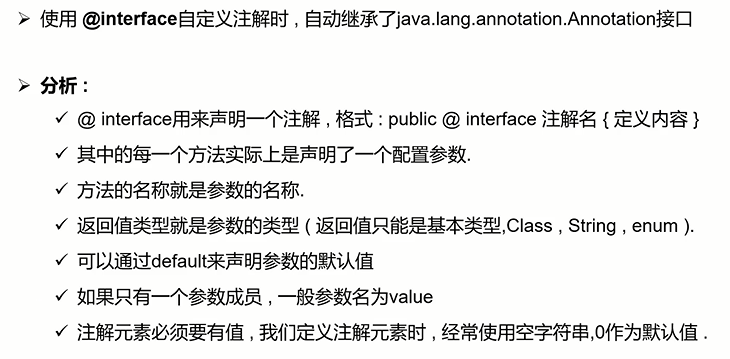 使用 @interface自定义注解时 , 自动继承了java.lang.annotation.Annotation接口
分析 :
@ interface用来声明一个注解 , 格式 : public @ interface 注解名 { 定义内容 }
其中的每一个方法实际上是声明了一个配置参数.
方法的名称就是参数的名称.
返回值类型就是参数的类型 ( 返回值只能是基本类型,Class , String , enum ).
可以通过default来声明参数的默认值
如果只有一个参数成员 , 一般参数名为value
注解元素必须要有值 , 我们定义注解元素时 , 经常使用空字符串,0作为默认值 .